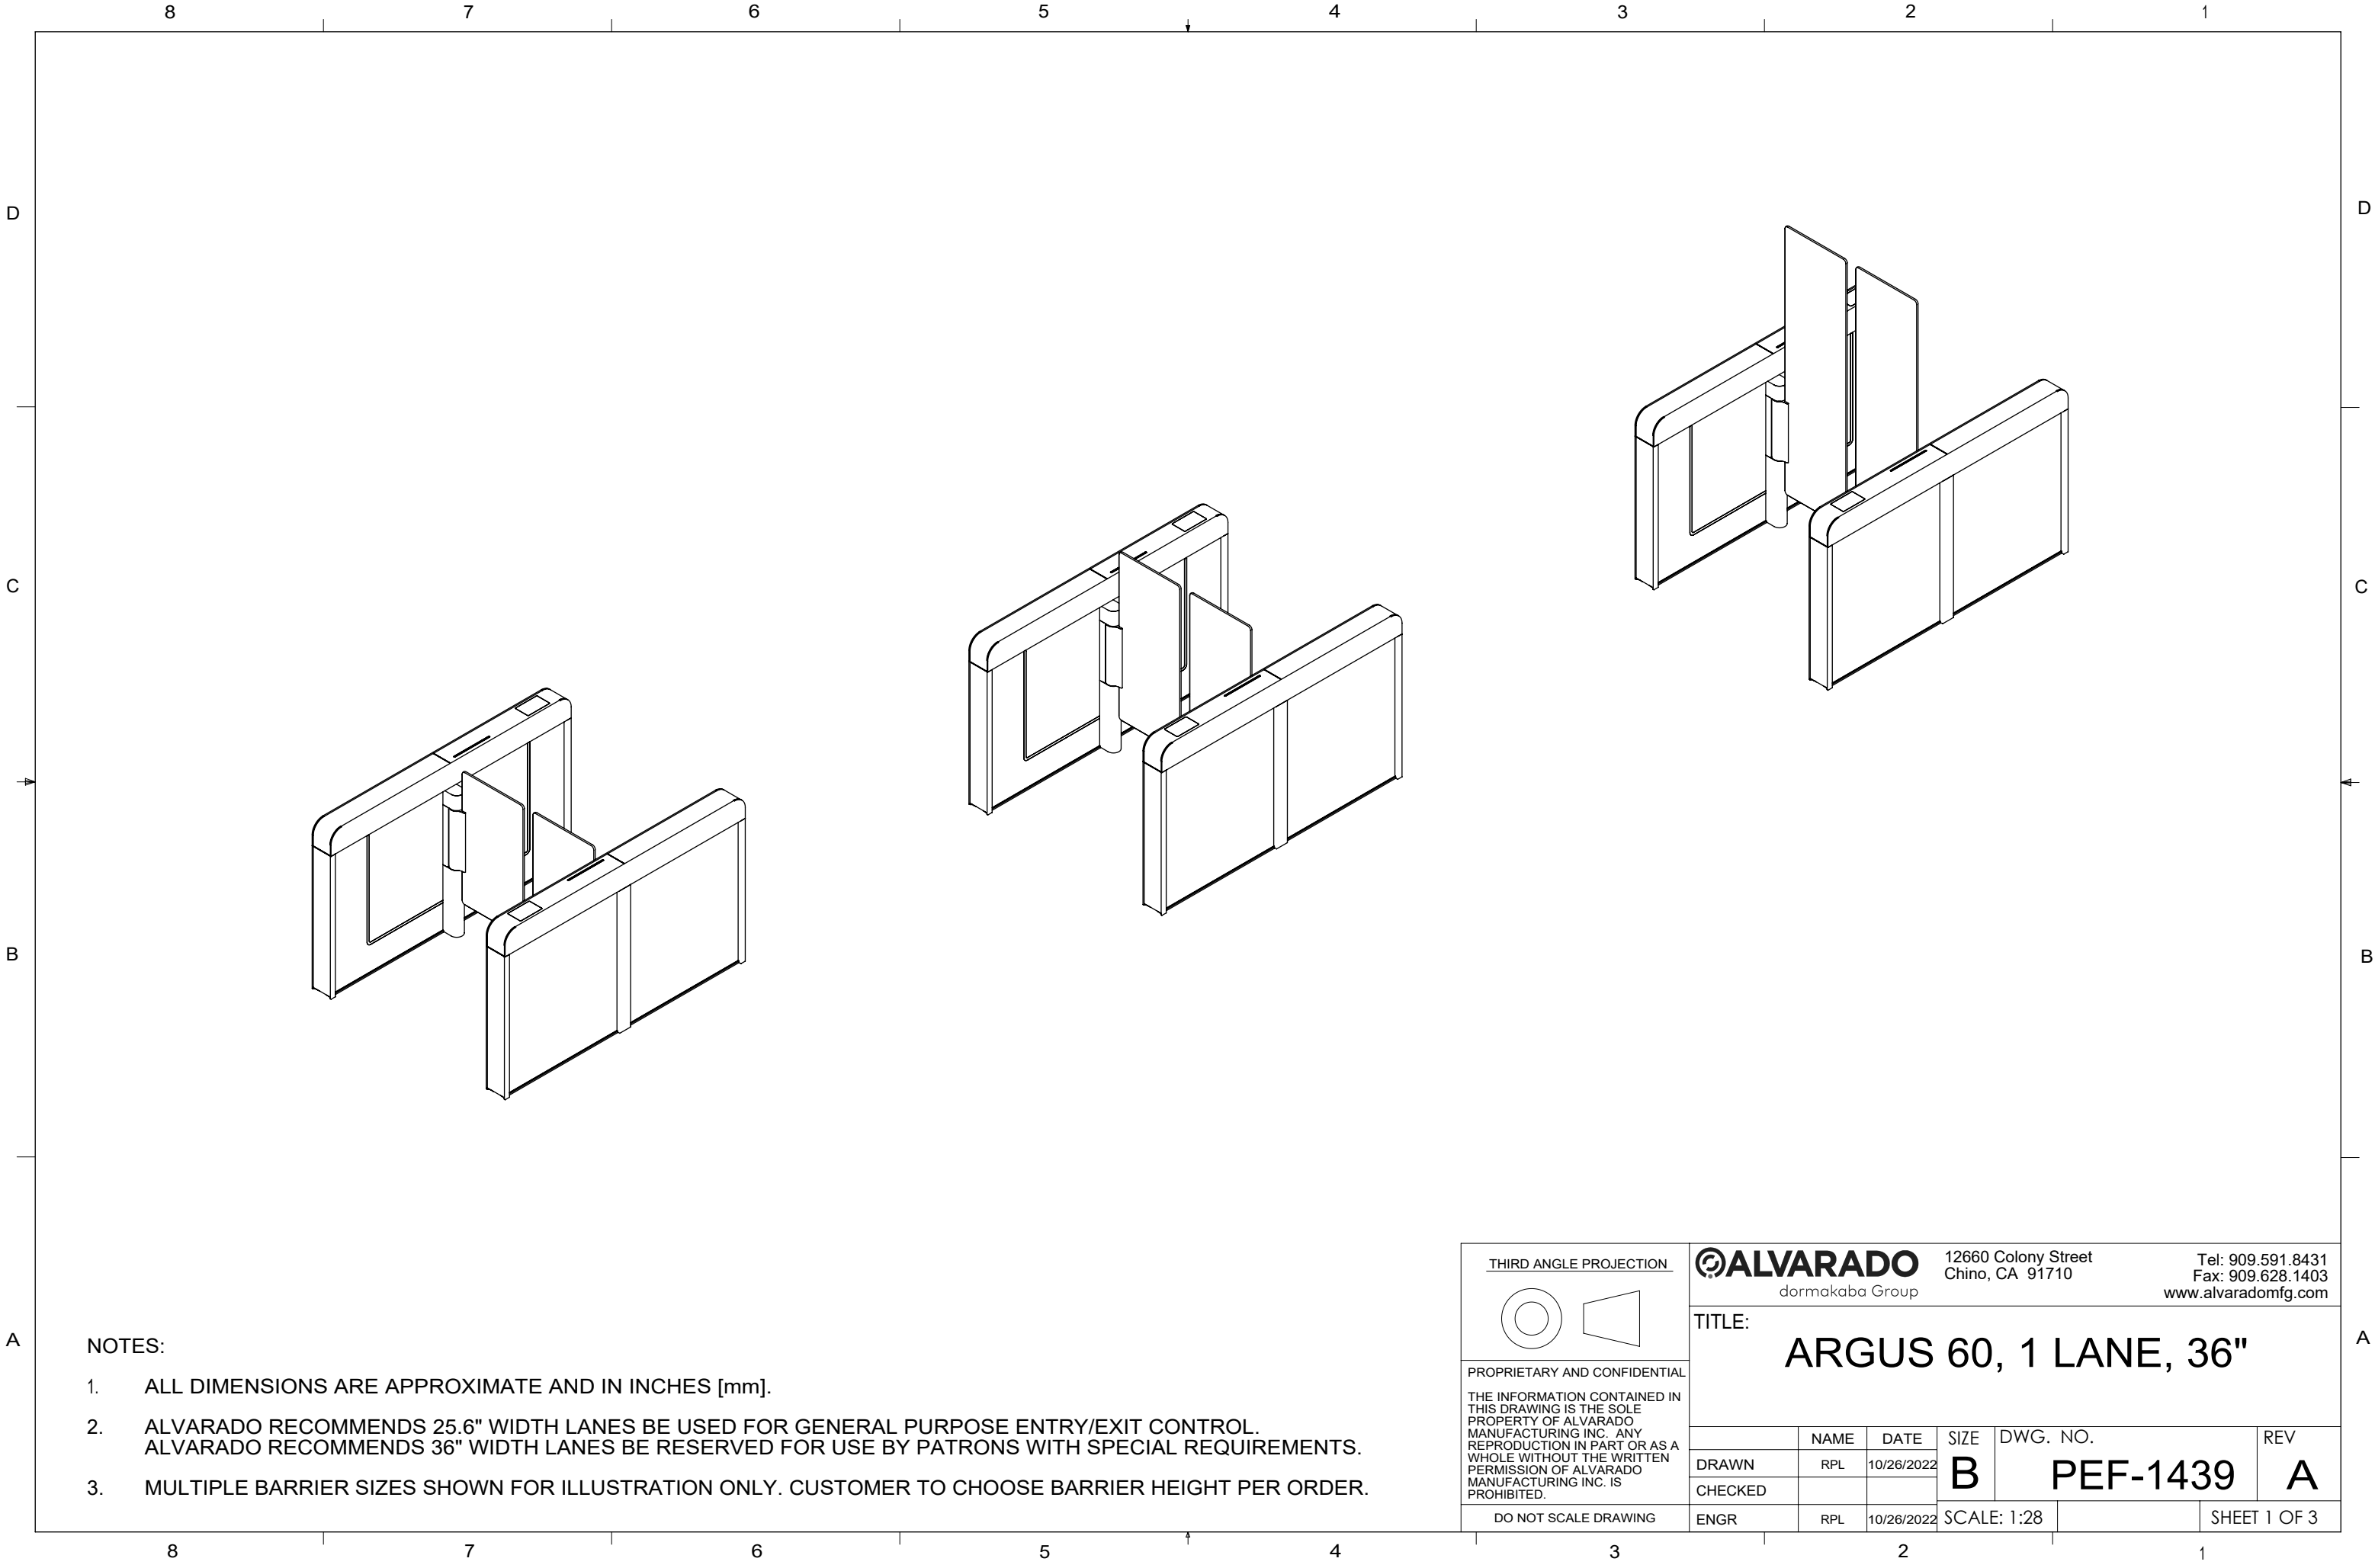 8 7 6 5 4 3 2 1
D D
C C
B B
A A
NOTES:
1. ALL DIMENSIONS ARE APPROXIMATE AND IN INCHES [mm].
2. ALVARADO RECOMMENDS 25.6" WIDTH LANES BE USED FOR GENERAL PURPOSE ENTRY/EXIT CONTROL.
ALVARADO RECOMMENDS 36" WIDTH LANES BE RESERVED FOR USE BY PATRONS WITH SPECIAL REQUIREMENTS.
3. MULTIPLE BARRIER SIZES SHOWN FOR ILLUSTRATION ONLY. CUSTOMER TO CHOOSE BARRIER HEIGHT PER ORDER.
THIRD ANGLE PROJECTION
PROPRIETARY AND CONFIDENTIAL
THE INFORMATION CONTAINED IN
THIS DRAWING IS THE SOLE
PROPERTY OF ALVARADO
MANUFACTURING INC. ANY
REPRODUCTION IN PART OR AS A
WHOLE WITHOUT THE WRITTEN
PERMISSION OF ALVARADO
MANUFACTURING INC. IS
PROHIBITED.
DO NOT SCALE DRAWING
ALVARADO
dormakaba Group
12660 Colony Street
Chino, CA 91710
Tel: 909.591.8431
Fax: 909.628.1403
www.alvaradomfg.com
TITLE:
ARGUS 60, 1 LANE, 36"
NAME DATE
DRAWN RPL 10/26/2022
CHECKED
ENGR RPL 10/26/2022
SIZE
B
DWG. NO.
PEF-1439
REV
A
SCALE: 1:28
SHEET 1 OF 3
8 7 6 5 4 3 2 1